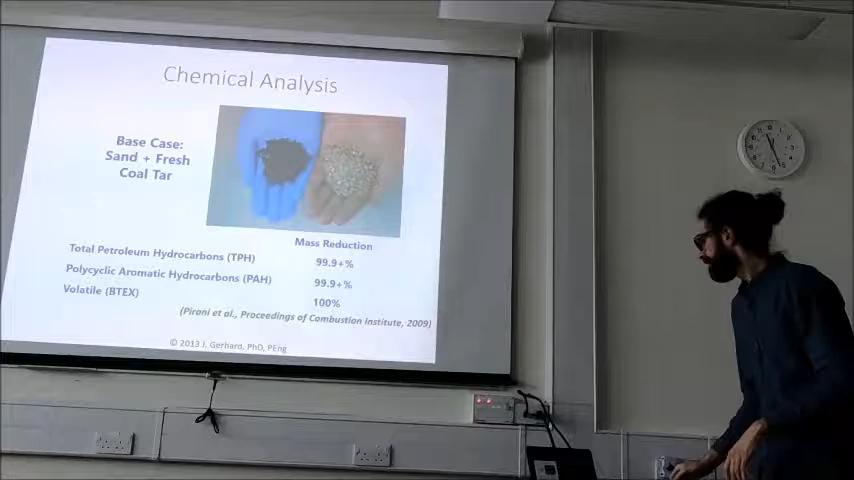 Chemical Analysis
Base Case:
Sand + Fresh
Coal Tar
Mass Reduction
Total Petroleum Hydrocarbons (TPH) 99.9+%
Polycyclic Aromatic Hydrocarbons (PAH) 99.9+%
Volatile (BTEX) 100%
(Pironi et al., Proceedings of Combustion Institute, 2009)
© 2013 J. Gerhard, PhD, PEng